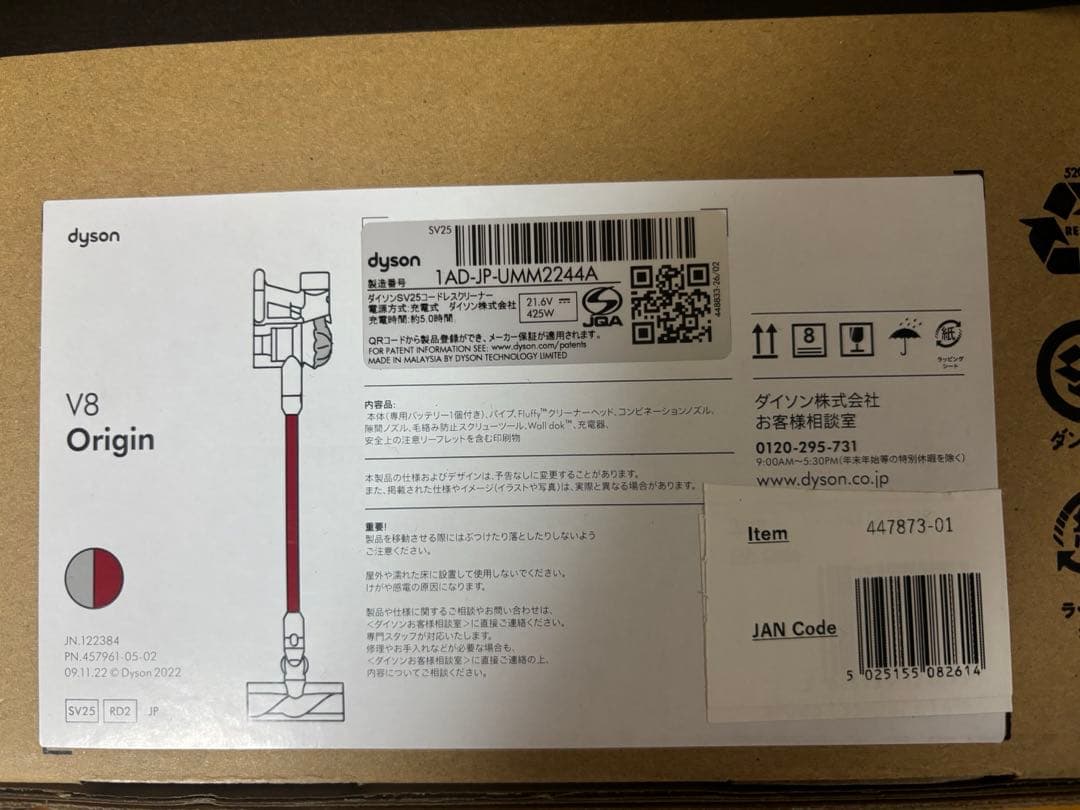 dyson
V8
Origin
JN.122384
PN.457961-05-02
09.11.22 © Dyson 2022
SV25 RD2 JP
SV25
dyson
製造番号 1AD-JP-UMM2244A
ダイソンSV25コードレスクリーナー
電源方式:充電式 ダイソン株式会社
充電時間:約5.0時間
21.6V ⎓
425W
JQA
QRコードから製品登録ができ、メーカー保証が適用されます。
FOR PATENT INFORMATION SEE: www.dyson.com/patents
MADE IN MALAYSIA BY DYSON TECHNOLOGY LIMITED
448833-26/02
内容品:
本体(専用バッテリー1個付き)、パイプ、Fluffy™クリーナーヘッド、コンビネーションノズル、
隙間ノズル、毛絡み防止スクリューツール、Wall dok™、充電器、
安全上の注意リーフレットを含む印刷物
本製品の仕様およびデザインは、予告なしに変更することがあります。
また、掲載された仕様やイメージ(イラストや写真)は、実際と異なる場合があります。
重要!
製品を移動させる際にはぶつけたり落としたりしないよう
ご注意ください。
屋外や濡れた床に設置して使用しないでください。
けがや感電の原因になります。
製品や仕様に関するご相談やお問い合わせは、
<ダイソンお客様相談室>に直接ご連絡ください。
専門スタッフが対応いたします。
修理やお手入れなどが必要な場合も、
<ダイソンお客様相談室>に直接ご連絡の上、
内容についてご相談ください。
8
紙
ラッピング
シート
ダイソン株式会社
お客様相談室
0120-295-731
9:00AM~5:30PM(年末年始等の特別休暇を除く)
www.dyson.co.jp
Item 447873-01
JAN Code
5 025155 082614
520
RE
ダン
ラッ